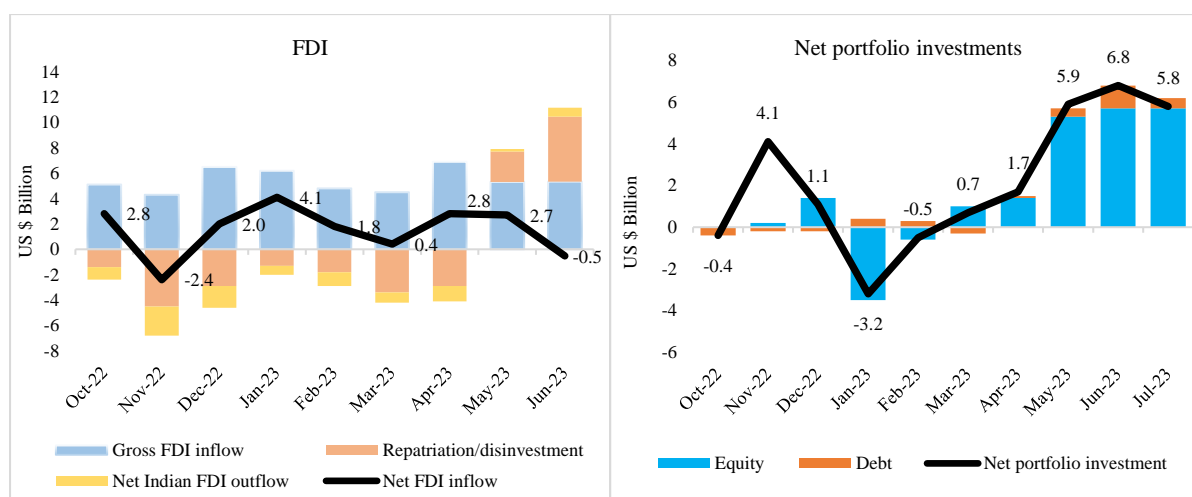 FDI
US $ Billion
14
12
10
8
6
4
2
0
-2
-4
-6
-8
2.8
-2.4
2.0
4.1
1.8
0.4
2.8
2.7
-0.5
Oct-22
Nov-22
Dec-22
Jan-23
Feb-23
Mar-23
Apr-23
May-23
Jun-23
Gross FDI inflow
Repatriation/disinvestment
Net Indian FDI outflow
Net FDI inflow
Net portfolio investments
US $ Billion
8
6
4
2
0
-2
-4
-6
-0.4
4.1
1.1
-3.2
-0.5
0.7
1.7
5.9
6.8
5.8
Oct-22
Nov-22
Dec-22
Jan-23
Feb-23
Mar-23
Apr-23
May-23
Jun-23
Jul-23
Equity
Debt
Net portfolio investment